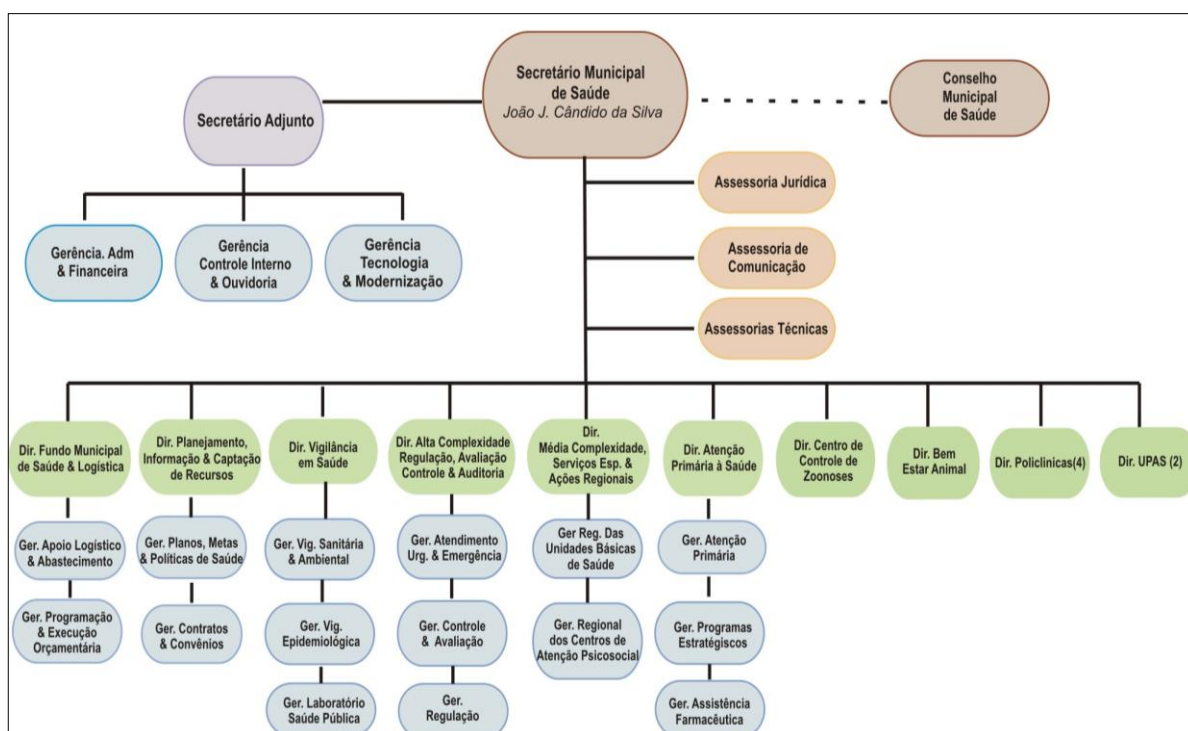 Secretário Municipal
de Saúde
João J. Cândido da Silva
Conselho
Municipal
de Saúde
Secretário Adjunto
Assessoria Jurídica
Gerência. Adm
& Financeira
Gerência
Controle Interno
& Ouvidoria
Gerência
Tecnologia
& Modernização
Assessoria de
Comunicação
Assessorias Técnicas
Dir. Fundo Municipal
de Saúde & Logística
Dir. Planejamento,
Informação & Captação
de Recursos
Dir. Vigilância
em Saúde
Dir. Alta Complexidade
Regulação, Avaliação
Controle & Auditoria
Dir.
Média Complexidade,
Serviços Esp. &
Ações Regionais
Dir. Atenção
Primária à Saúde
Dir. Centro de
Controle de
Zoonoses
Dir. Bem
Estar Animal
Dir. Policlinicas(4)
Dir. UPAS (2)
Ger. Apoio Logístico
& Abastecimento
Ger. Planos, Metas
& Políticas de Saúde
Ger. Vig. Sanitária
& Ambiental
Ger. Atendimento
Urg. & Emergência
Ger Reg. Das
Unidades Básicas
de Saúde
Ger. Atenção
Primária
Ger. Programação
& Execução
Orçamentária
Ger. Contratos
& Convênios
Ger. Vig.
Epidemiológica
Ger. Controle
& Avaliação
Ger. Regional
dos Centros de
Atenção Psicosocial
Ger. Programas
Estratégiscos
Ger. Laboratório
Saúde Pública
Ger.
Regulação
Ger. Assistência
Farmacêutica